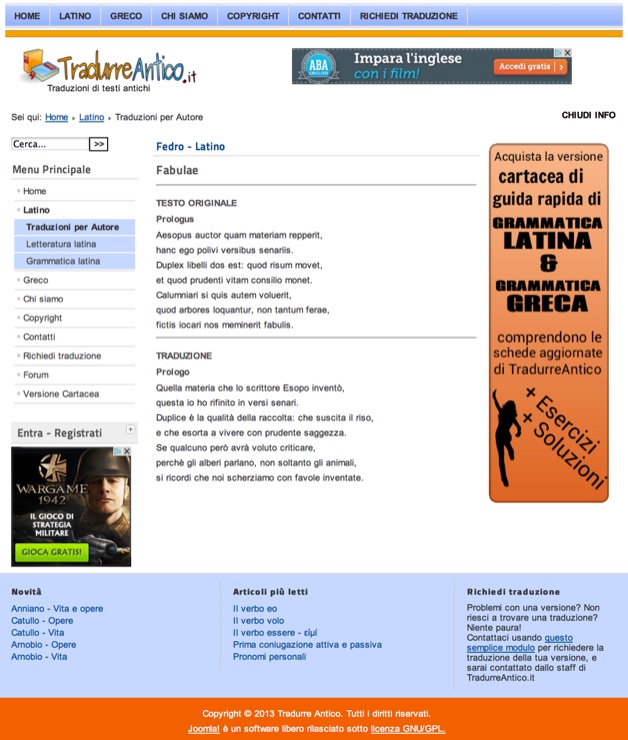 HOME LATINO GRECO CHI SIAMO COPYRIGHT CONTATTI RICHIEDI TRADUZIONE
TradurreAntico.it
Traduzioni di testi antichi
ABA
ENGLISH
Impara l'inglese
con i film!
Accedi gratis
Sei qui: Home Latino Traduzioni per Autore
CHIUDI INFO
Cerca... >>
Menu Principale
Home
Latino
Traduzioni per Autore
Letteratura latina
Grammatica latina
Greco
Chi siamo
Copyright
Contatti
Richiedi traduzione
Forum
Versione Cartacea
Entra - Registrati +
WARGAME
1942
IL GIOCO DI
STRATEGIA
MILITARE
GIOCA GRATIS!
Fedro - Latino
Fabulae
TESTO ORIGINALE
Prologus
Aesopus auctor quam materiam repperit,
hanc ego polivi versibus senariis.
Duplex libelli dos est: quod risum movet,
et quod prudenti vitam consilio monet.
Calumniari si quis autem voluerit,
quod arbores loquantur, non tantum ferae,
fictis iocari nos meminerit fabulis.
TRADUZIONE
Prologo
Quella materia che lo scrittore Esopo inventò,
questa io ho rifinito in versi senari.
Duplice è la qualità della raccolta: che suscita il riso,
e che esorta a vivere con prudente saggezza.
Se qualcuno però avrà voluto criticare,
perchè gli alberi parlano, non soltanto gli animali,
si ricordi che noi scherziamo con favole inventate.
Acquista la versione
cartacea di
guida rapida di
GRAMMATICA
LATINA
&
GRAMMATICA
GRECA
comprendono le
schede aggiornate
di TradurreAntico
+ Esercizi
+ Soluzioni
Novità
Anniano - Vita e opere
Catullo - Opere
Catullo - Vita
Arnobio - Opere
Arnobio - Vita
Articoli più letti
Il verbo eo
Il verbo volo
Il verbo essere - εἰμί
Prima coniugazione attiva e passiva
Pronomi personali
Richiedi traduzione
Problemi con una versione? Non
riesci a trovare una traduzione?
Niente paura!
Contattaci usando questo
semplice modulo per richiedere la
traduzione della tua versione, e
sarai contattato dallo staff di
TradurreAntico.it
Copyright © 2013 Tradurre Antico. Tutti i diritti riservati.
Joomla! è un software libero rilasciato sotto licenza GNU/GPL.